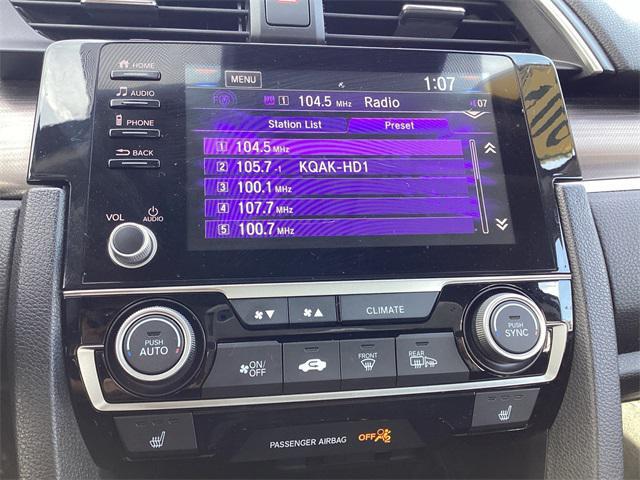 HOME
AUDIO
PHONE
BACK
VOL
AUDIO
MENU
1:07
1 104.5 MHz Radio
07
Station List
Preset
1 104.5 MHz
2 105.7 -1 KQAK-HD1
3 100.1 MHz
4 107.7 MHz
5 100.7 MHz
CLIMATE
PUSH
AUTO
ON/
OFF
FRONT
REAR
PUSH
SYNC
PASSENGER AIRBAG OFF